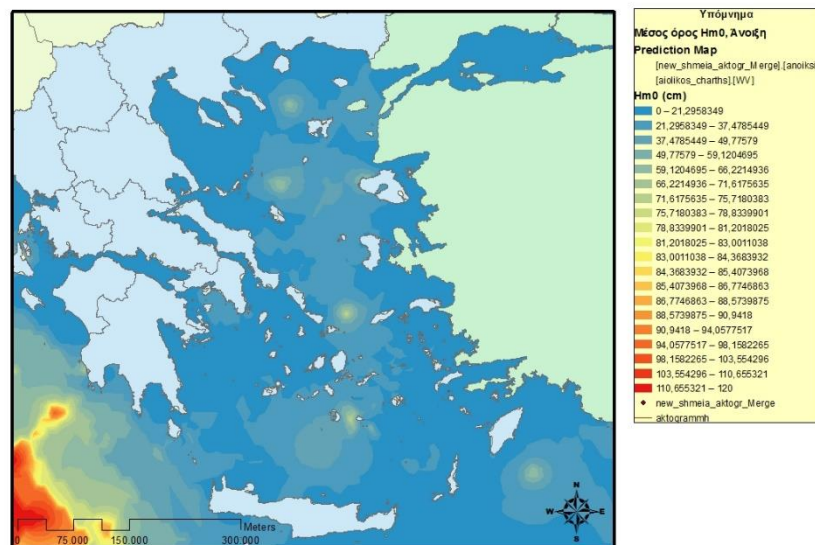 Υπόμνημα
Μέσος όρος Hm0, Άνοιξη
Prediction Map
[new_shmeia_aktogr_Merge].[anoiksi]
[aiolikos_charths].[WV]
Hm0 (cm)
0 – 21,2958349
21,2958349 – 37,4785449
37,4785449 – 49,77579
49,77579 – 59,1204695
59,1204695 – 66,2214936
66,2214936 – 71,6175635
71,6175635 – 75,7180383
75,7180383 – 78,8339901
78,8339901 – 81,2018025
81,2018025 – 83,0011038
83,0011038 – 84,3683932
84,3683932 – 85,4073968
85,4073968 – 86,7746863
86,7746863 – 88,5739875
88,5739875 – 90,9418
90,9418 – 94,0577517
94,0577517 – 98,1582265
98,1582265 – 103,554296
103,554296 – 110,655321
110,655321 – 120
new_shmeia_aktogr_Merge
aktogrammh
N
W E
S
Meters
0 75.000 150.000 300.000